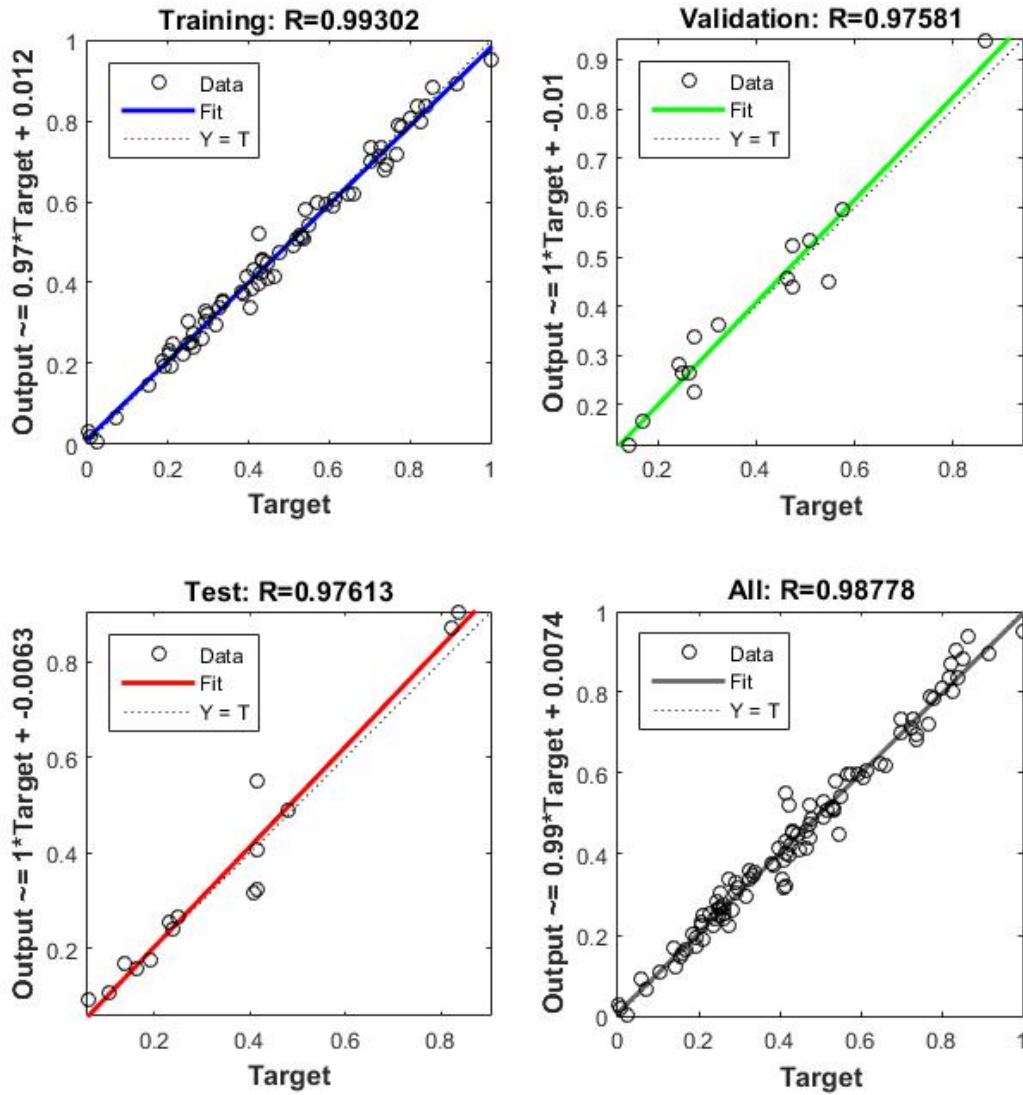 Training: R=0.99302
Output ~= 0.97*Target + 0.012
1
0.8
0.6
0.4
0.2
0
Data
Fit
Y = T
0 0.2 0.4 0.6 0.8 1
Target
Validation: R=0.97581
Output ~= 1*Target + -0.01
0.9
0.8
0.7
0.6
0.5
0.4
0.3
0.2
Data
Fit
Y = T
0.2 0.4 0.6 0.8
Target
Test: R=0.97613
Output ~= 1*Target + -0.0063
0.8
0.6
0.4
0.2
Data
Fit
Y = T
0.2 0.4 0.6 0.8
Target
All: R=0.98778
Output ~= 0.99*Target + 0.0074
1
0.8
0.6
0.4
0.2
0
Data
Fit
Y = T
0 0.2 0.4 0.6 0.8 1
Target